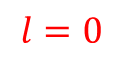 l = 0